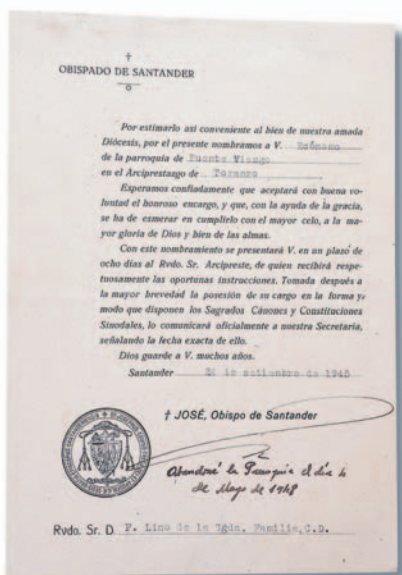 †
OBISPADO DE SANTANDER
Por estimarlo así conveniente al bien de nuestra amada
Diócesis, por el presente nombramos a V. Ecónomo
de la parroquia de Puente Viesgo
en el Arciprestazgo de Toranzo
Esperamos confiadamente que aceptará con buena vo-
luntad el honroso encargo, y que, con la ayuda de la gracia,
se ha de esmerar en cumplirlo con el mayor celo, a la ma-
yor gloria de Dios y bien de las almas.
Con este nombramiento se presentará V. en un plazo de
ocho días al Rvdo. Sr. Arcipreste, de quien recibirá respe-
tuosamente las oportunas instrucciones. Tomada después a
la mayor brevedad la posesión de su cargo en la forma y
modo que disponen los Sagrados Cánones y Constituciones
Sinodales, lo comunicará oficialmente a nuestra Secretaría,
señalando la fecha exacta de ello.
Dios guarde a V. muchos años.
Santander de setiembre de 1945
† JOSÉ, Obispo de Santander
Abandoné la Parroquia el día 4
de Mayo de 1948
Rvdo. Sr. D. P. Lino de la Sgda. Familia, C.D.